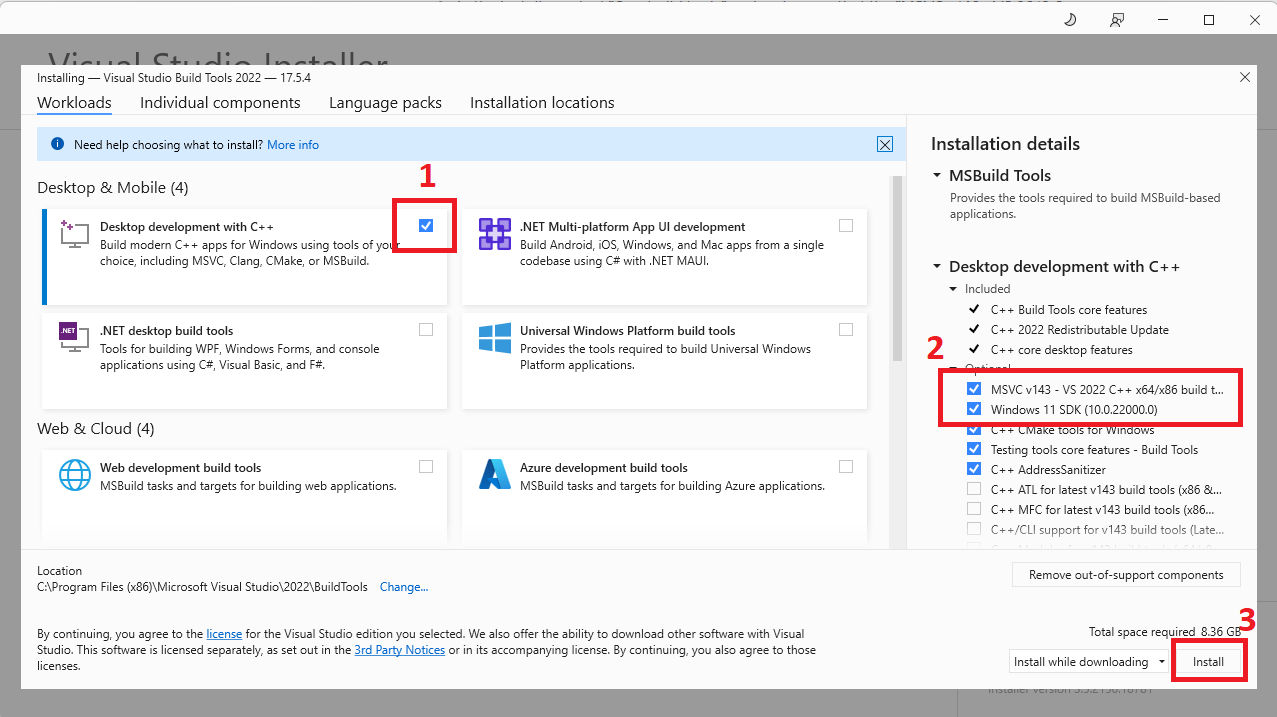 Visual Studio Installer
Installing — Visual Studio Build Tools 2022 — 17.5.4
Workloads
Individual components
Language packs
Installation locations
Need help choosing what to install? More info
1
Desktop & Mobile (4)
Desktop development with C++
Build modern C++ apps for Windows using tools of your
choice, including MSVC, Clang, CMake, or MSBuild.
.NET Multi-platform App UI development
Build Android, iOS, Windows, and Mac apps from a single
codebase using C# with .NET MAUI.
.NET
.NET desktop build tools
Tools for building WPF, Windows Forms, and console
applications using C#, Visual Basic, and F#.
Universal Windows Platform build tools
Provides the tools required to build Universal Windows
Platform applications.
Web & Cloud (4)
Web development build tools
MSBuild tasks and targets for building web applications.
Azure development build tools
MSBuild tasks and targets for building Azure applications.
Installation details
MSBuild Tools
Provides the tools required to build MSBuild-based
applications.
Desktop development with C++
Included
C++ Build Tools core features
C++ 2022 Redistributable Update
C++ core desktop features
2
Optional
MSVC v143 - VS 2022 C++ x64/x86 build t...
Windows 11 SDK (10.0.22000.0)
C++ CMake tools for Windows
Testing tools core features - Build Tools
C++ AddressSanitizer
C++ ATL for latest v143 build tools (x86 &...
C++ MFC for latest v143 build tools (x86...
C++/CLI support for v143 build tools (Late...
Location
C:\Program Files (x86)\Microsoft Visual Studio\2022\BuildTools
Change...
Remove out-of-support components
By continuing, you agree to the license for the Visual Studio edition you selected. We also offer the ability to download other software with Visual
Studio. This software is licensed separately, as set out in the 3rd Party Notices or in its accompanying license. By continuing, you also agree to those
licenses.
3
Total space required 8.36 GB
Install while downloading
Install